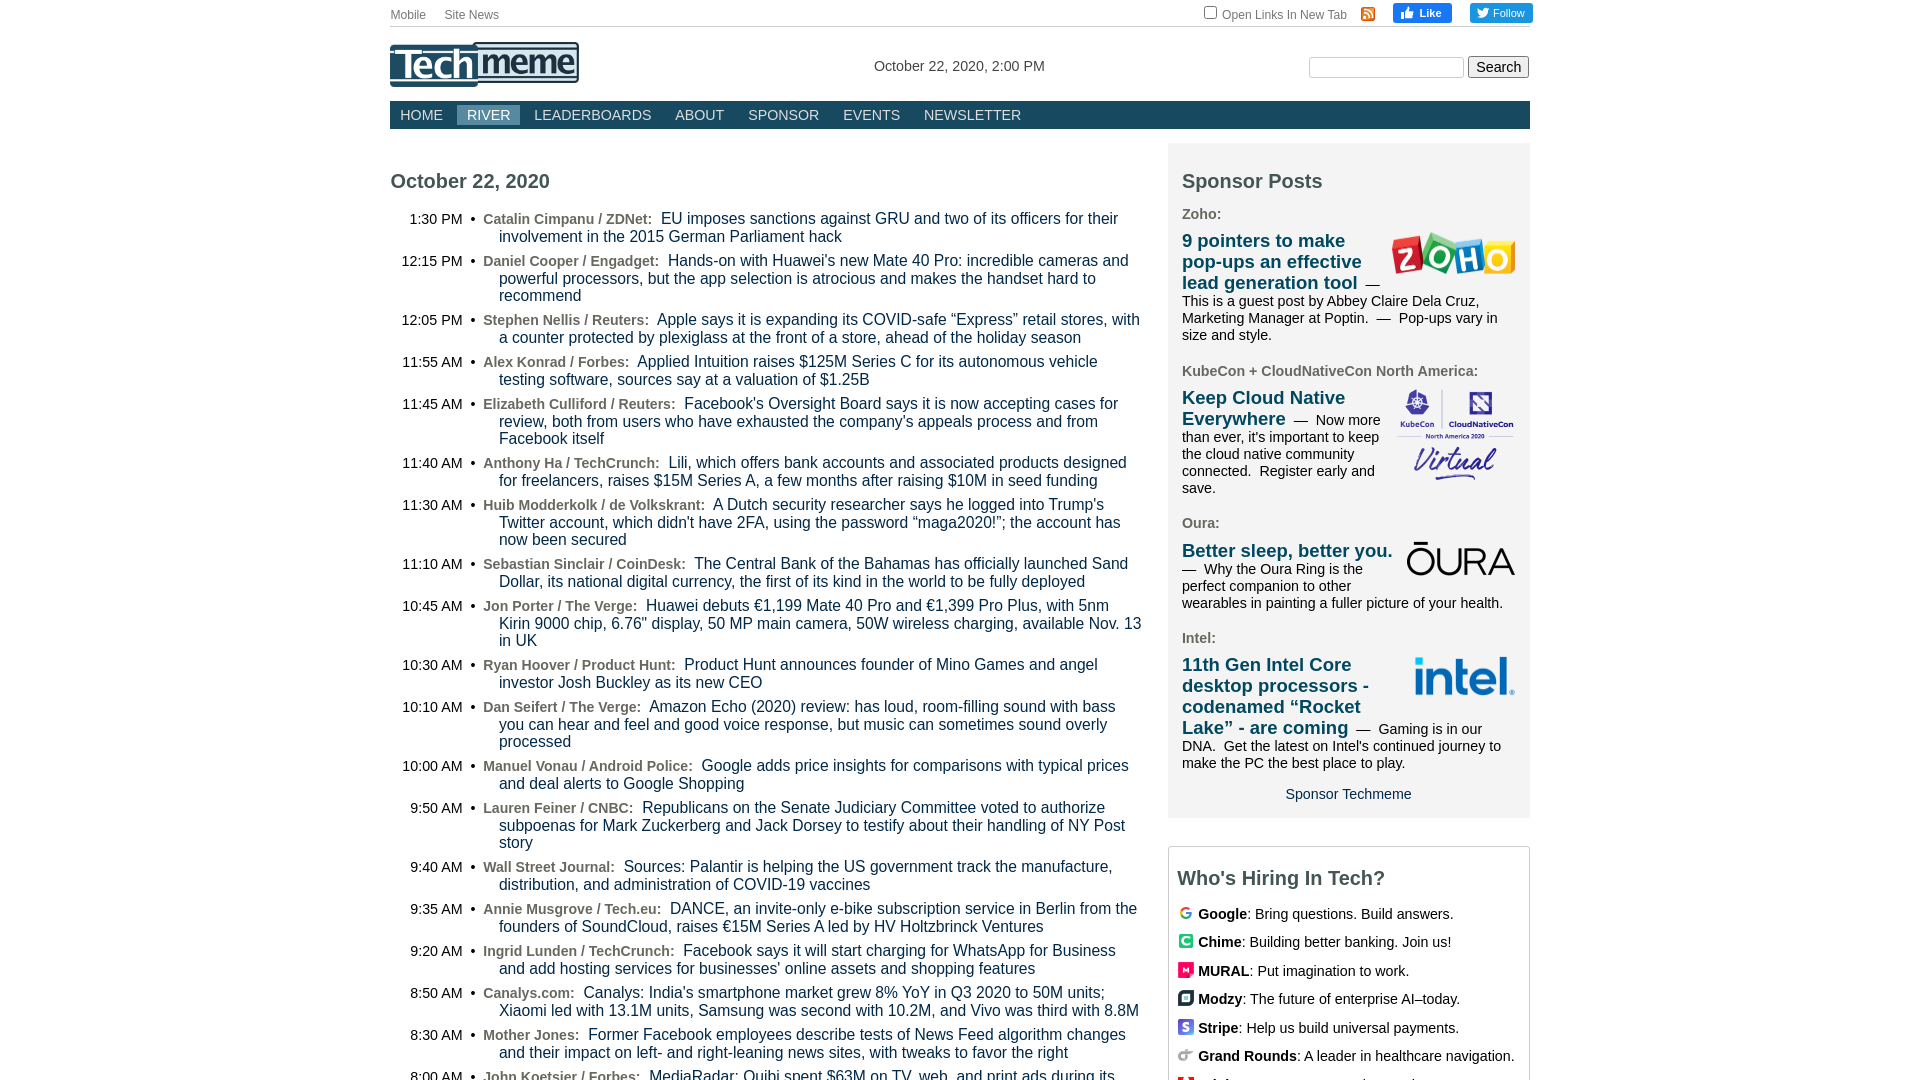 Mobile Site News Open Links In New Tab Like Follow
Techmeme
October 22, 2020, 2:00 PM
Search
HOME RIVER LEADERBOARDS ABOUT SPONSOR EVENTS NEWSLETTER
October 22, 2020
1:30 PM • Catalin Cimpanu / ZDNet: EU imposes sanctions against GRU and two of its officers for their
involvement in the 2015 German Parliament hack
12:15 PM • Daniel Cooper / Engadget: Hands-on with Huawei's new Mate 40 Pro: incredible cameras and
powerful processors, but the app selection is atrocious and makes the handset hard to
recommend
12:05 PM • Stephen Nellis / Reuters: Apple says it is expanding its COVID-safe “Express” retail stores, with
a counter protected by plexiglass at the front of a store, ahead of the holiday season
11:55 AM • Alex Konrad / Forbes: Applied Intuition raises $125M Series C for its autonomous vehicle
testing software, sources say at a valuation of $1.25B
11:45 AM • Elizabeth Culliford / Reuters: Facebook's Oversight Board says it is now accepting cases for
review, both from users who have exhausted the company's appeals process and from
Facebook itself
11:40 AM • Anthony Ha / TechCrunch: Lili, which offers bank accounts and associated products designed
for freelancers, raises $15M Series A, a few months after raising $10M in seed funding
11:30 AM • Huib Modderkolk / de Volkskrant: A Dutch security researcher says he logged into Trump's
Twitter account, which didn't have 2FA, using the password “maga2020!”; the account has
now been secured
11:10 AM • Sebastian Sinclair / CoinDesk: The Central Bank of the Bahamas has officially launched Sand
Dollar, its national digital currency, the first of its kind in the world to be fully deployed
10:45 AM • Jon Porter / The Verge: Huawei debuts €1,199 Mate 40 Pro and €1,399 Pro Plus, with 5nm
Kirin 9000 chip, 6.76" display, 50 MP main camera, 50W wireless charging, available Nov. 13
in UK
10:30 AM • Ryan Hoover / Product Hunt: Product Hunt announces founder of Mino Games and angel
investor Josh Buckley as its new CEO
10:10 AM • Dan Seifert / The Verge: Amazon Echo (2020) review: has loud, room-filling sound with bass
you can hear and feel and good voice response, but music can sometimes sound overly
processed
10:00 AM • Manuel Vonau / Android Police: Google adds price insights for comparisons with typical prices
and deal alerts to Google Shopping
9:50 AM • Lauren Feiner / CNBC: Republicans on the Senate Judiciary Committee voted to authorize
subpoenas for Mark Zuckerberg and Jack Dorsey to testify about their handling of NY Post
story
9:40 AM • Wall Street Journal: Sources: Palantir is helping the US government track the manufacture,
distribution, and administration of COVID-19 vaccines
9:35 AM • Annie Musgrove / Tech.eu: DANCE, an invite-only e-bike subscription service in Berlin from the
founders of SoundCloud, raises €15M Series A led by HV Holtzbrinck Ventures
9:20 AM • Ingrid Lunden / TechCrunch: Facebook says it will start charging for WhatsApp for Business
and add hosting services for businesses' online assets and shopping features
8:50 AM • Canalys.com: Canalys: India's smartphone market grew 8% YoY in Q3 2020 to 50M units;
Xiaomi led with 13.1M units, Samsung was second with 10.2M, and Vivo was third with 8.8M
8:30 AM • Mother Jones: Former Facebook employees describe tests of News Feed algorithm changes
and their impact on left- and right-leaning news sites, with tweaks to favor the right
8:00 AM • John Koetsier / Forbes: MediaRadar: Quibi spent $63M on TV, web, and print ads during its
Sponsor Posts
Zoho:
9 pointers to make
pop-ups an effective
lead generation tool —
ZOHO
This is a guest post by Abbey Claire Dela Cruz,
Marketing Manager at Poptin. — Pop-ups vary in
size and style.
KubeCon + CloudNativeCon North America:
Keep Cloud Native
Everywhere — Now more
than ever, it's important to keep
the cloud native community
connected. Register early and
save.
KubeCon CloudNativeCon
North America 2020
Virtual
Oura:
Better sleep, better you.
ŌURA
— Why the Oura Ring is the
perfect companion to other
wearables in painting a fuller picture of your health.
Intel:
11th Gen Intel Core
desktop processors -
codenamed “Rocket
Lake” - are coming — Gaming is in our
intel®
DNA. Get the latest on Intel's continued journey to
make the PC the best place to play.
Sponsor Techmeme
Who's Hiring In Tech?
Google: Bring questions. Build answers.
Chime: Building better banking. Join us!
MURAL: Put imagination to work.
Modzy: The future of enterprise AI–today.
Stripe: Help us build universal payments.
Grand Rounds: A leader in healthcare navigation.